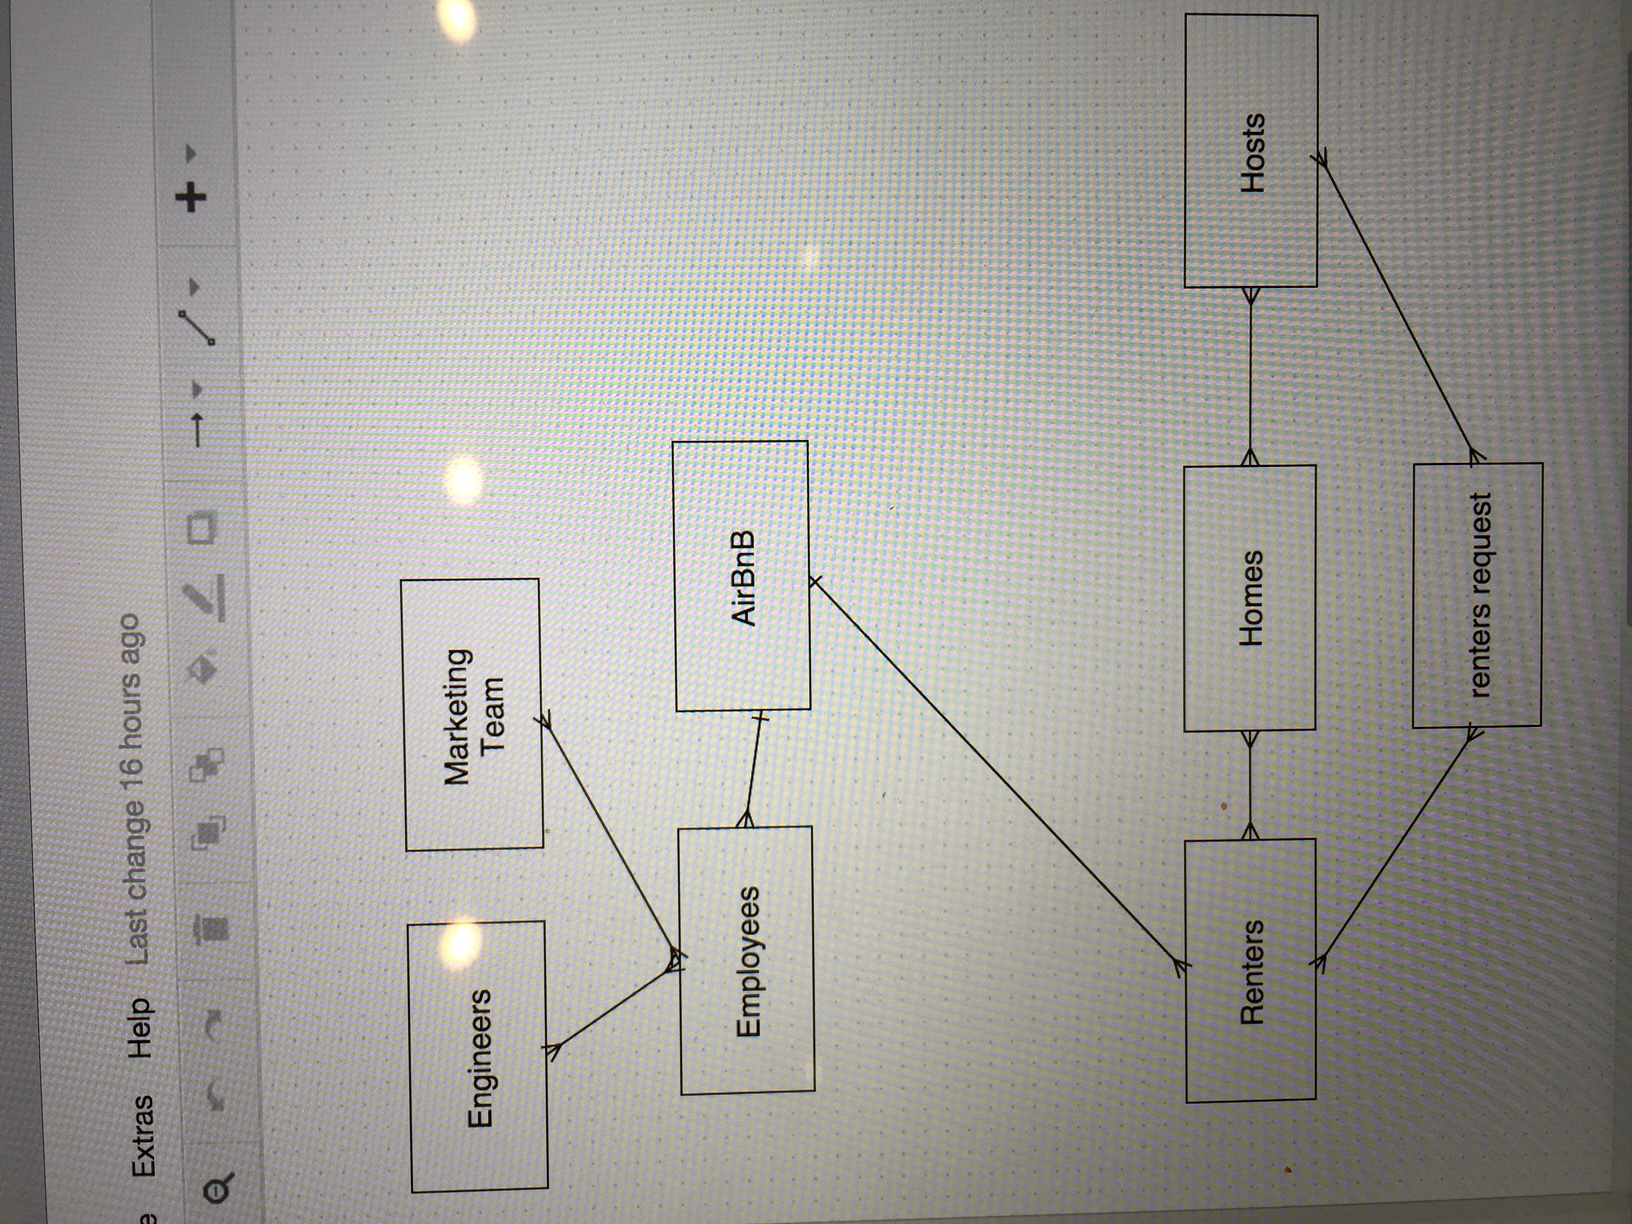 Extras Help Last change 16 hours ago
Engineers
Marketing
Team
Employees
AirBnB
Renters
Homes
Hosts
renters request